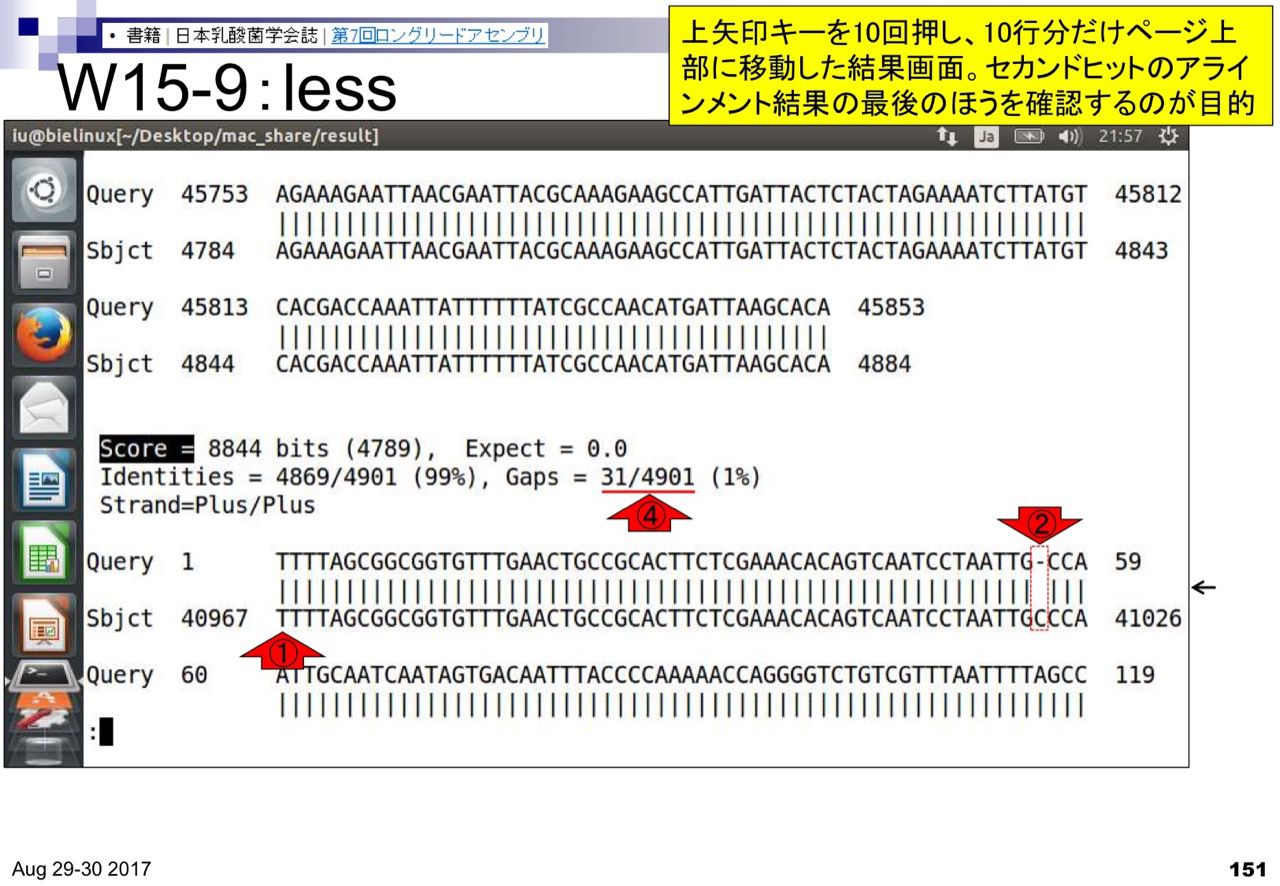 • 書籍 | 日本乳酸菌学会誌 | 第7回ロングリードアセンブリ
W15-9：less
上矢印キーを10回押し、10行分だけページ上
部に移動した結果画面。セカンドヒットのアライ
ンメント結果の最後のほうを確認するのが目的
iu@bielinux[~/Desktop/mac_share/result]
Ja 21:57
Query 45753 AGAAAGAATTAACGAATTACGCAAAGAAGCCATTGATTACTCTACTAGAAAATCTTATGT 45812
||||||||||||||||||||||||||||||||||||||||||||||||||||||||||||
Sbjct 4784 AGAAAGAATTAACGAATTACGCAAAGAAGCCATTGATTACTCTACTAGAAAATCTTATGT 4843
Query 45813 CACGACCAAATTATTTTTTATCGCCAACATGATTAAGCACA 45853
|||||||||||||||||||||||||||||||||||||||||
Sbjct 4844 CACGACCAAATTATTTTTTATCGCCAACATGATTAAGCACA 4884
Score = 8844 bits (4789), Expect = 0.0
Identities = 4869/4901 (99%), Gaps = 31/4901 (1%)
Strand=Plus/Plus
④
②
Query 1 TTTTAGCGGCGGTGTTTGAACTGCCGCACTTCTCGAAACACAGTCAATCCTAATTG-CCA 59
|||||||||||||||||||||||||||||||||||||||||||||||||||||||| ||| ←
Sbjct 40967 TTTTAGCGGCGGTGTTTGAACTGCCGCACTTCTCGAAACACAGTCAATCCTAATTGCCCA 41026
①
Query 60 ATTGCAATCAATAGTGACAATTTACCCCAAAAACCAGGGGTCTGTCGTTTAATTTTAGCC 119
||||||||||||||||||||||||||||||||||||||||||||||||||||||||||||
:
Aug 29-30 2017
151